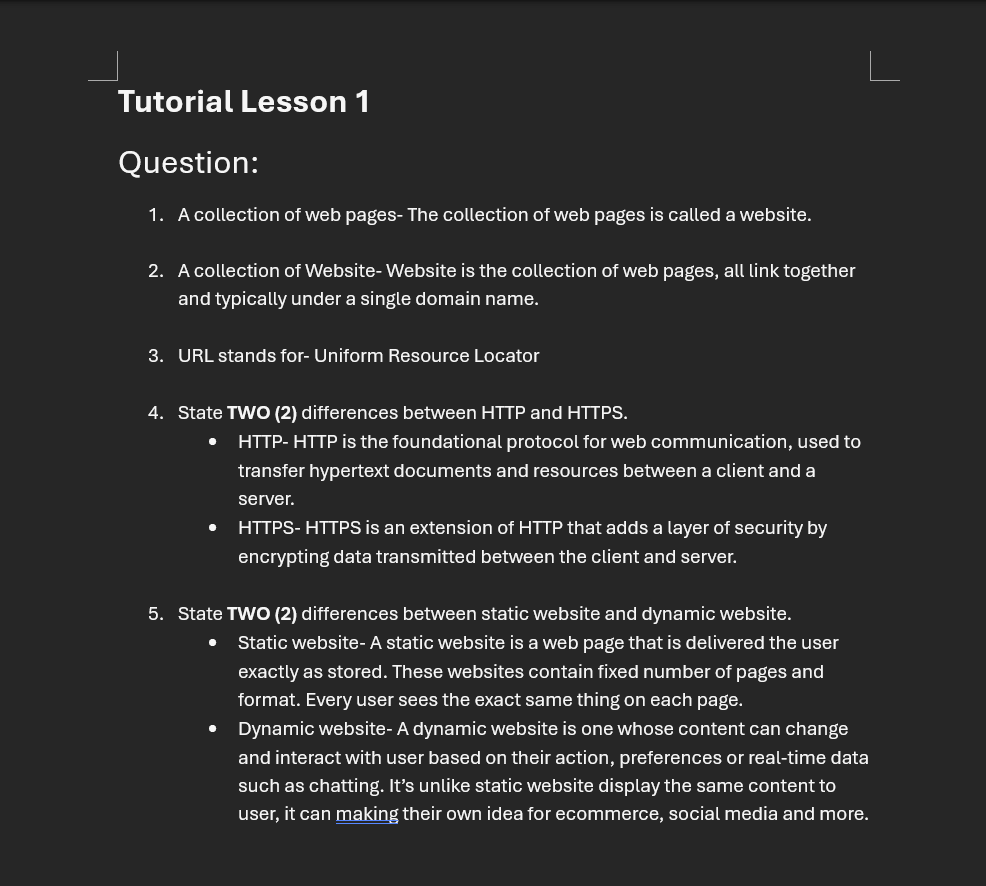 Tutorial Lesson 1
Question:
1. A collection of web pages- The collection of web pages is called a website.
2. A collection of Website- Website is the collection of web pages, all link together
and typically under a single domain name.
3. URL stands for- Uniform Resource Locator
4. State TWO (2) differences between HTTP and HTTPS.
• HTTP- HTTP is the foundational protocol for web communication, used to
transfer hypertext documents and resources between a client and a
server.
• HTTPS- HTTPS is an extension of HTTP that adds a layer of security by
encrypting data transmitted between the client and server.
5. State TWO (2) differences between static website and dynamic website.
• Static website- A static website is a web page that is delivered the user
exactly as stored. These websites contain fixed number of pages and
format. Every user sees the exact same thing on each page.
• Dynamic website- A dynamic website is one whose content can change
and interact with user based on their action, preferences or real-time data
such as chatting. It’s unlike static website display the same content to
user, it can making their own idea for ecommerce, social media and more.